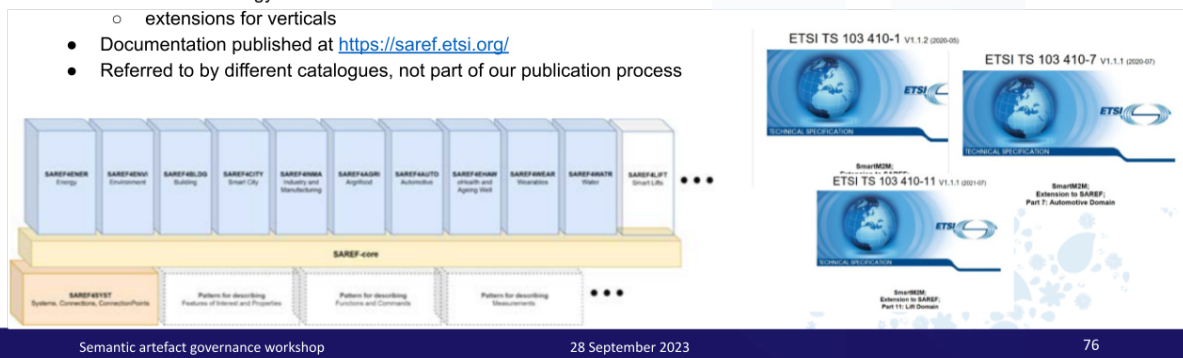 ○ extensions for verticals
● Documentation published at https://saref.etsi.org/
● Referred to by different catalogues, not part of our publication process
SAREF4ENER
Energy
SAREF4ENVI
Environment
SAREF4BLDG
Building
SAREF4CITY
Smart City
SAREF4INMA
Industry and
Manufacturing
SAREF4AGRI
Agrifood
SAREF4AUTO
Automotive
SAREF4EHAW
eHealth and
Ageing Well
SAREF4WEAR
Wearables
SAREF4WATR
Water
SAREF4LIFT
Smart Lifts
SAREF-core
SAREF4SYST
Systems, Connections, ConnectionPoints
Pattern for describing
Features of Interest and Properties
Pattern for describing
Functions and Commands
Pattern for describing
Measurements
ETSI TS 103 410-1 V1.1.2 (2020-05)
ETSI
TECHNICAL SPECIFICATION
SmartM2M;
Extension to SAREF;
ETSI TS 103 410-7 V1.1.1 (2020-07)
ETSI
TECHNICAL SPECIFICATION
SmartM2M;
Extension to SAREF;
Part 7: Automotive Domain
ETSI TS 103 410-11 V1.1.1 (2021-07)
ETSI
TECHNICAL SPECIFICATION
SmartM2M;
Extension to SAREF;
Part 11: Lift Domain
Semantic artefact governance workshop
28 September 2023
76